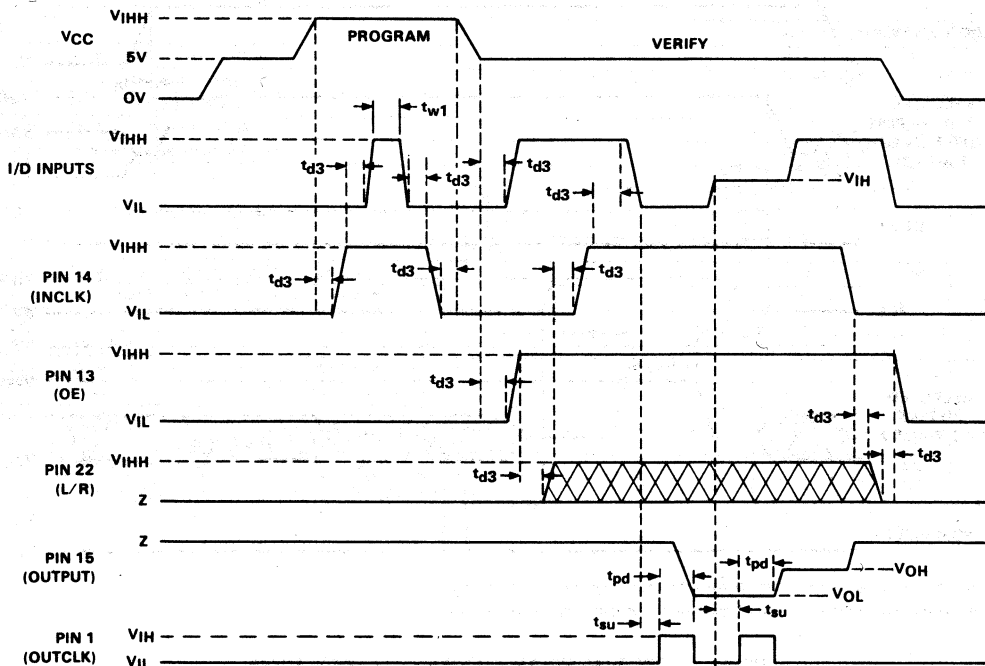 VIHH
VCC
5V
0V
PROGRAM
VERIFY
tw1
VIHH
I/D INPUTS
VIL
td3
td3
td3
td3
VIH
VIHH
PIN 14
(INCLK)
VIL
td3
td3
td3
VIHH
PIN 13
(OE)
VIL
td3
td3
VIHH
PIN 22
(L/R)
Z
td3
td3
Z
PIN 15
(OUTPUT)
tpd
tpd
VOH
VOL
tsu
tsu
VIH
PIN 1
(OUTCLK)
VIL